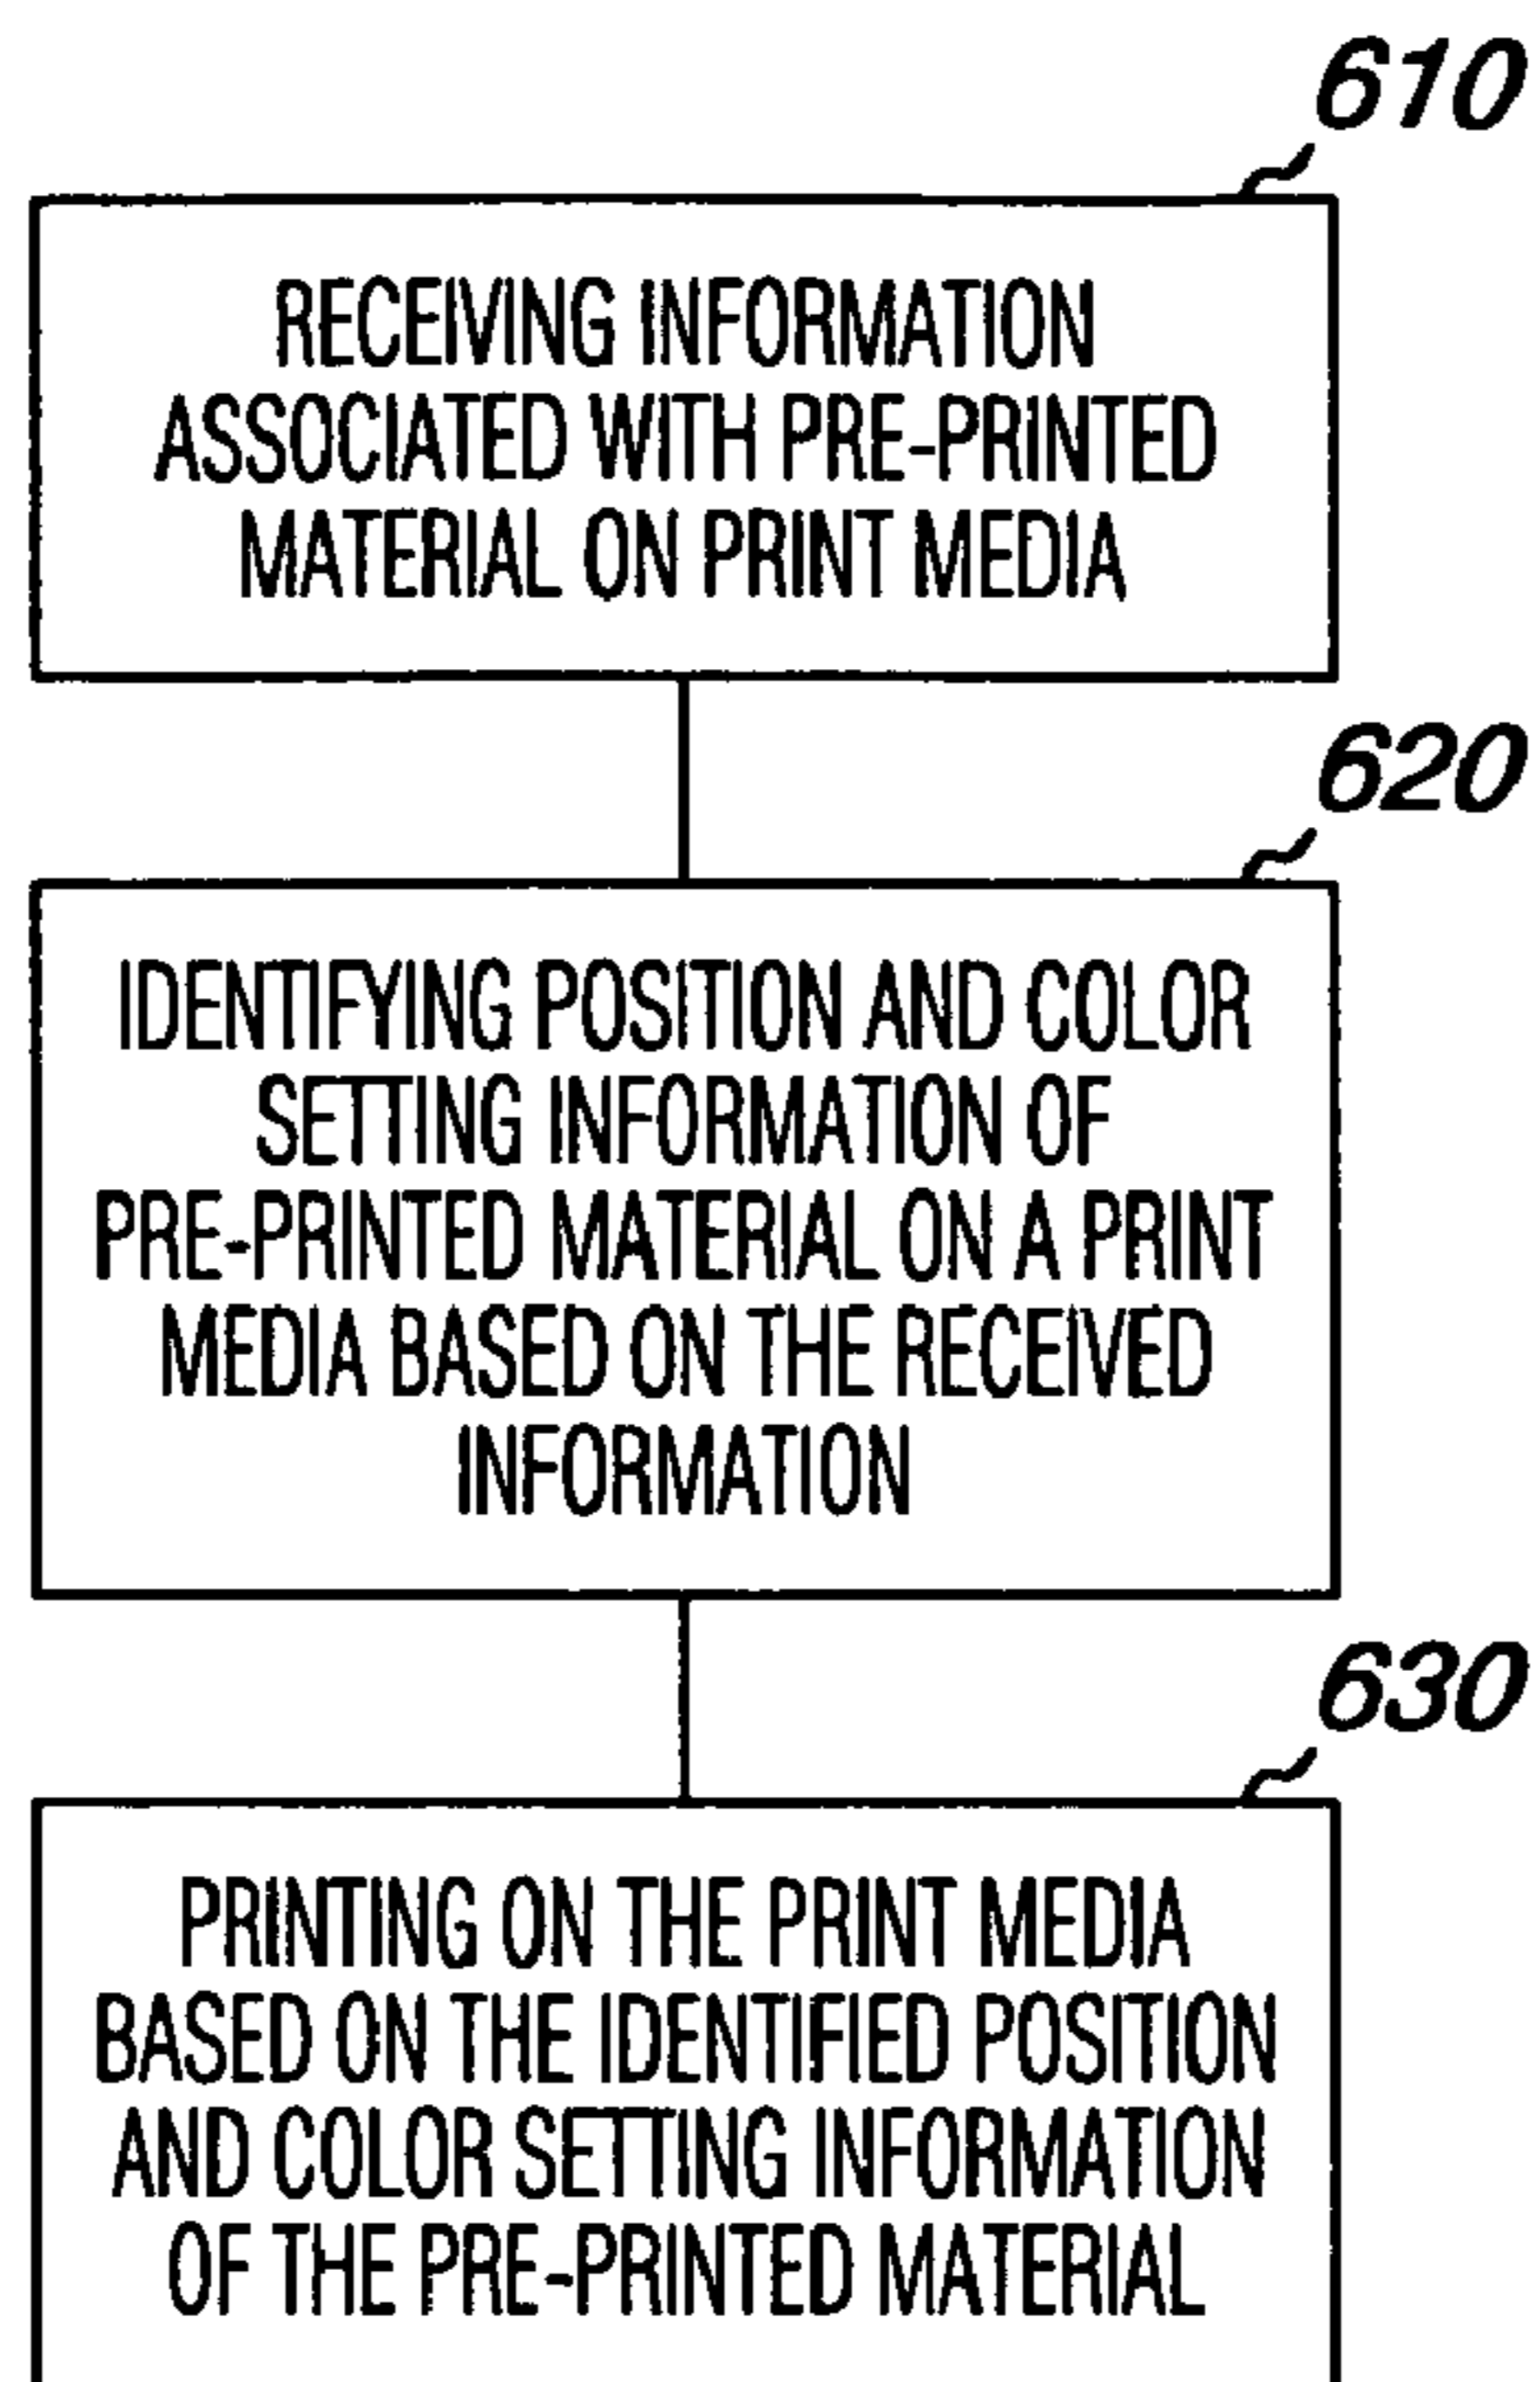 610
RECEIVING INFORMATION
ASSOCIATED WITH PRE-PRINTED
MATERIAL ON PRINT MEDIA
620
IDENTIFYING POSITION AND COLOR
SETTING INFORMATION OF
PRE-PRINTED MATERIAL ON A PRINT
MEDIA BASED ON THE RECEIVED
INFORMATION
630
PRINTING ON THE PRINT MEDIA
BASED ON THE IDENTIFIED POSITION
AND COLOR SETTING INFORMATION
OF THE PRE-PRINTED MATERIAL